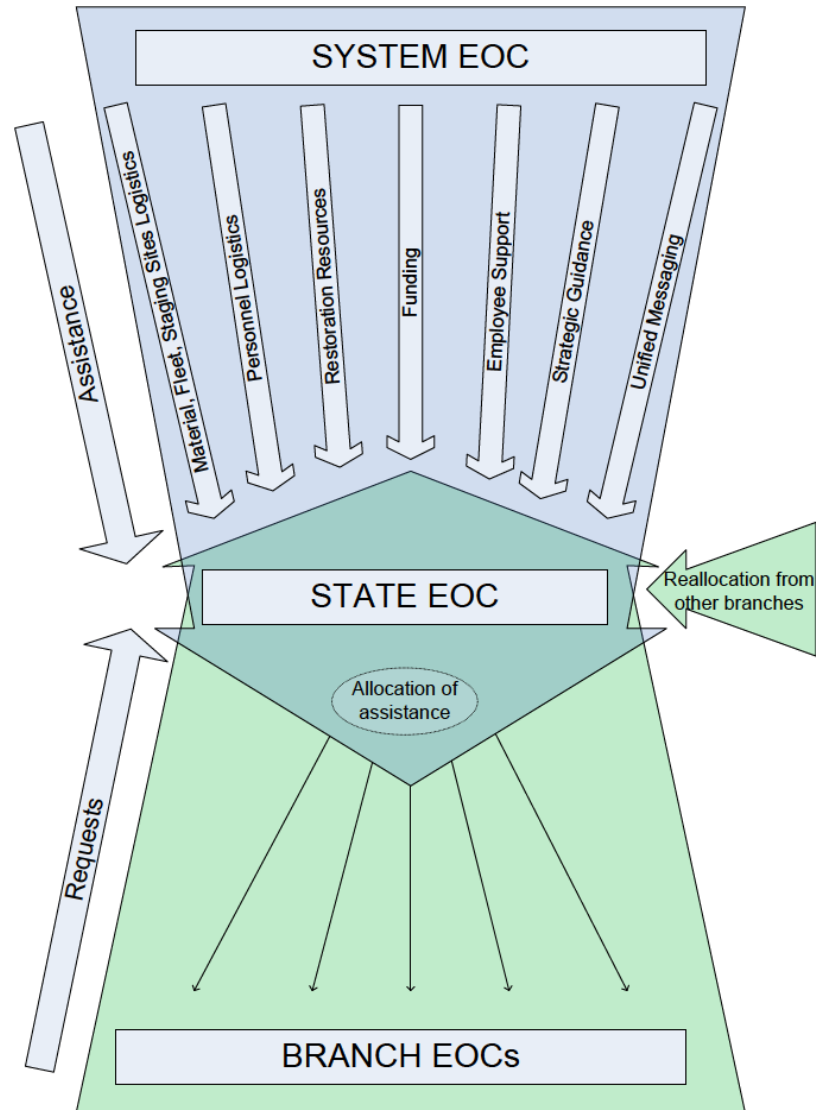 SYSTEM EOC
Assistance
Material, Fleet, Staging Sites Logistics
Personnel Logistics
Restoration Resources
Funding
Employee Support
Strategic Guidance
Unified Messaging
STATE EOC
Reallocation from
other branches
Allocation of
assistance
Requests
BRANCH EOCs